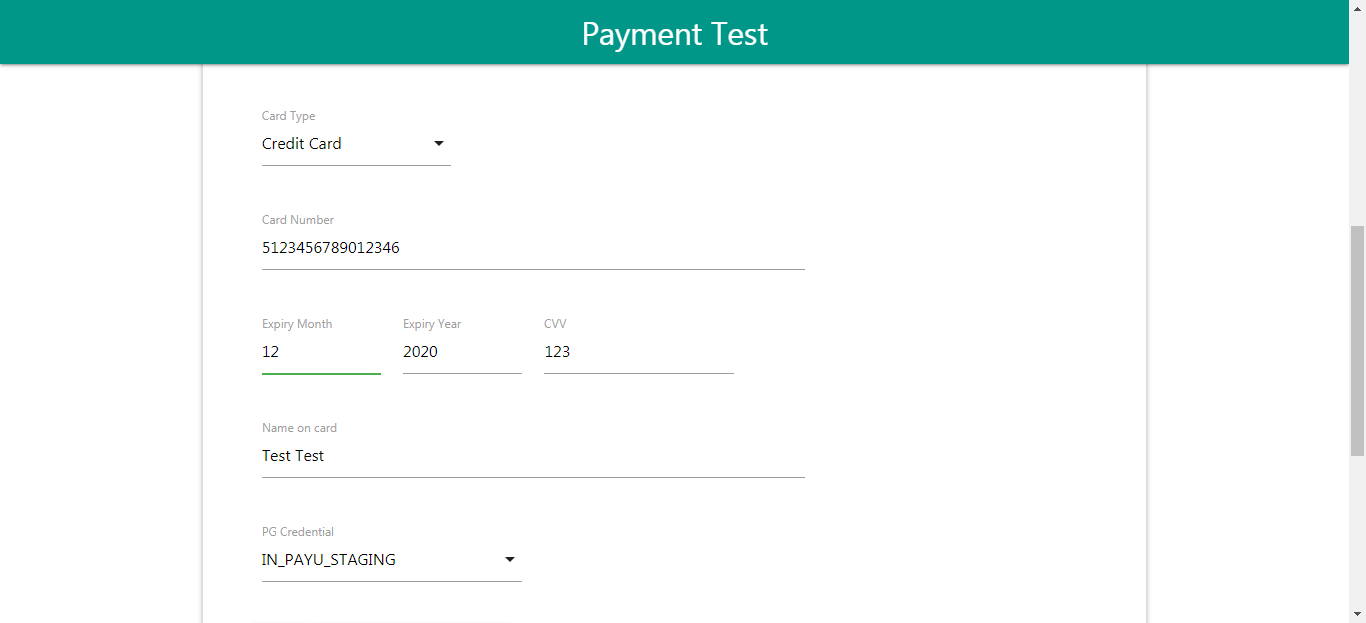 Payment Test
Card Type
Credit Card
Card Number
5123456789012346
Expiry Month Expiry Year CVV
12 2020 123
Name on card
Test Test
PG Credential
IN_PAYU_STAGING